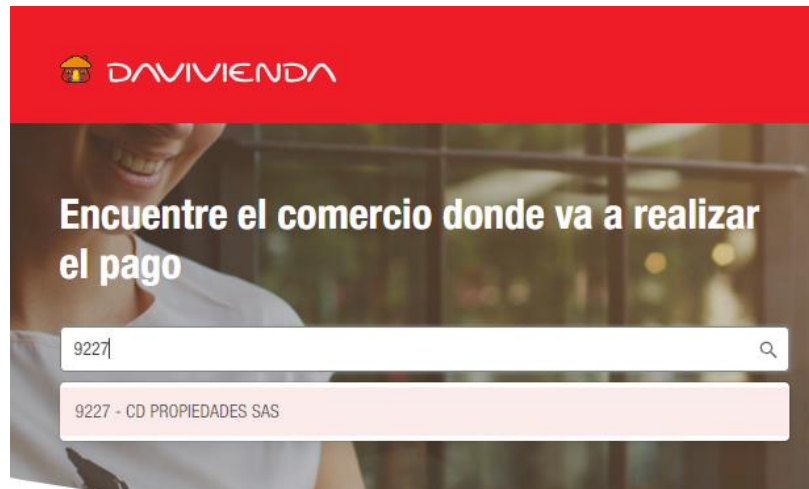 DAVIVIENDA
Encuentre el comercio donde va a realizar
el pago
9227
9227 - CD PROPIEDADES SAS